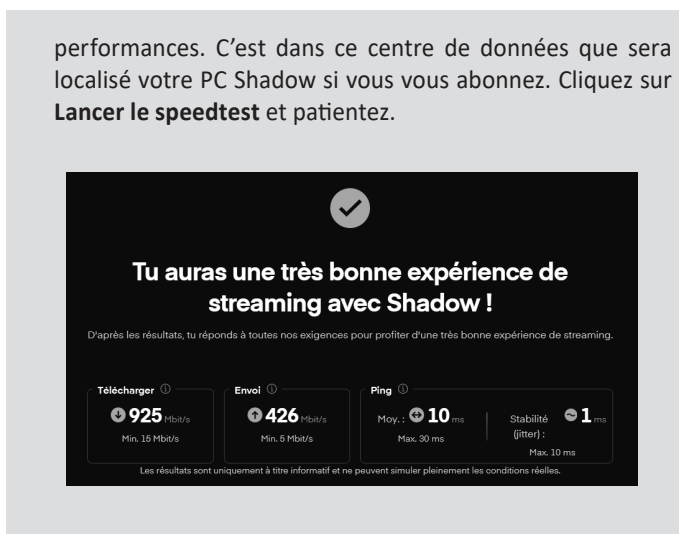 performances. C’est dans ce centre de données que sera
localisé votre PC Shadow si vous vous abonnez. Cliquez sur
Lancer le speedtest et patientez.
Tu auras une très bonne expérience de
streaming avec Shadow !
D'après les résultats, tu réponds à toutes nos exigences pour profiter d'une très bonne expérience de streaming.
Télécharger
925 Mbit/s
Min. 15 Mbit/s
Envoi
426 Mbit/s
Min. 5 Mbit/s
Ping
Moy. : 10 ms
Max. 30 ms
Stabilité
(jitter) :
1 ms
Max. 10 ms
Les résultats sont uniquement à titre informatif et ne peuvent simuler pleinement les conditions réelles.